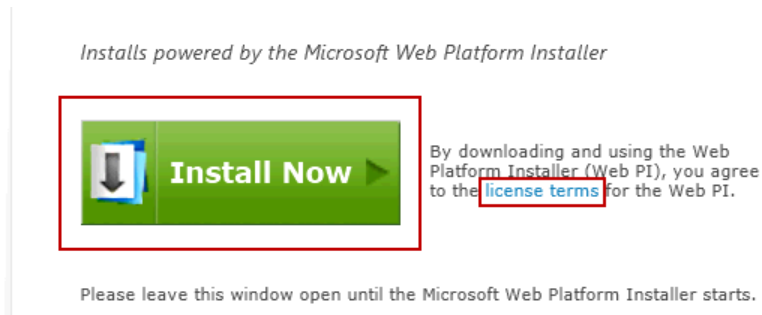 Installs powered by the Microsoft Web Platform Installer
Install Now
By downloading and using the Web
Platform Installer (Web PI), you agree
to the license terms for the Web PI.
Please leave this window open until the Microsoft Web Platform Installer starts.